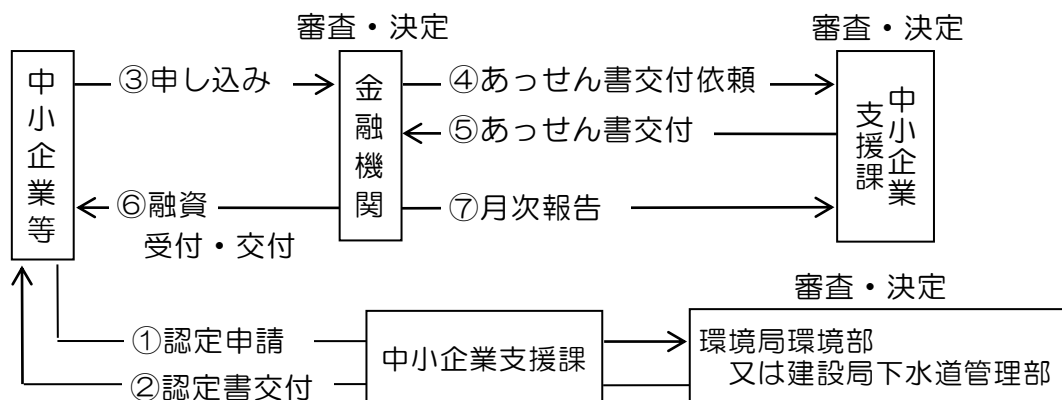 審査・決定
審査・決定
中小企業等
③申し込み
金融機関
④あっせん書交付依頼
⑤あっせん書交付
中小企業
支援課
⑥融資
⑦月次報告
受付・交付
審査・決定
①認定申請
②認定書交付
中小企業支援課
環境局環境部
又は建設局下水道管理部